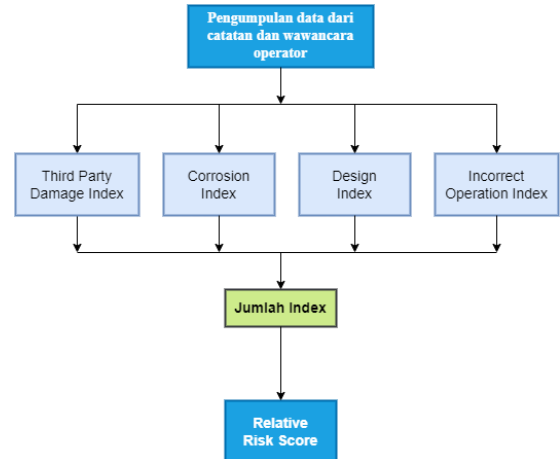 Pengumpulan data dari
catatan dan wawancara
operator
Third Party
Damage Index
Corrosion
Index
Design
Index
Incorrect
Operation Index
Jumlah Index
Relative
Risk Score